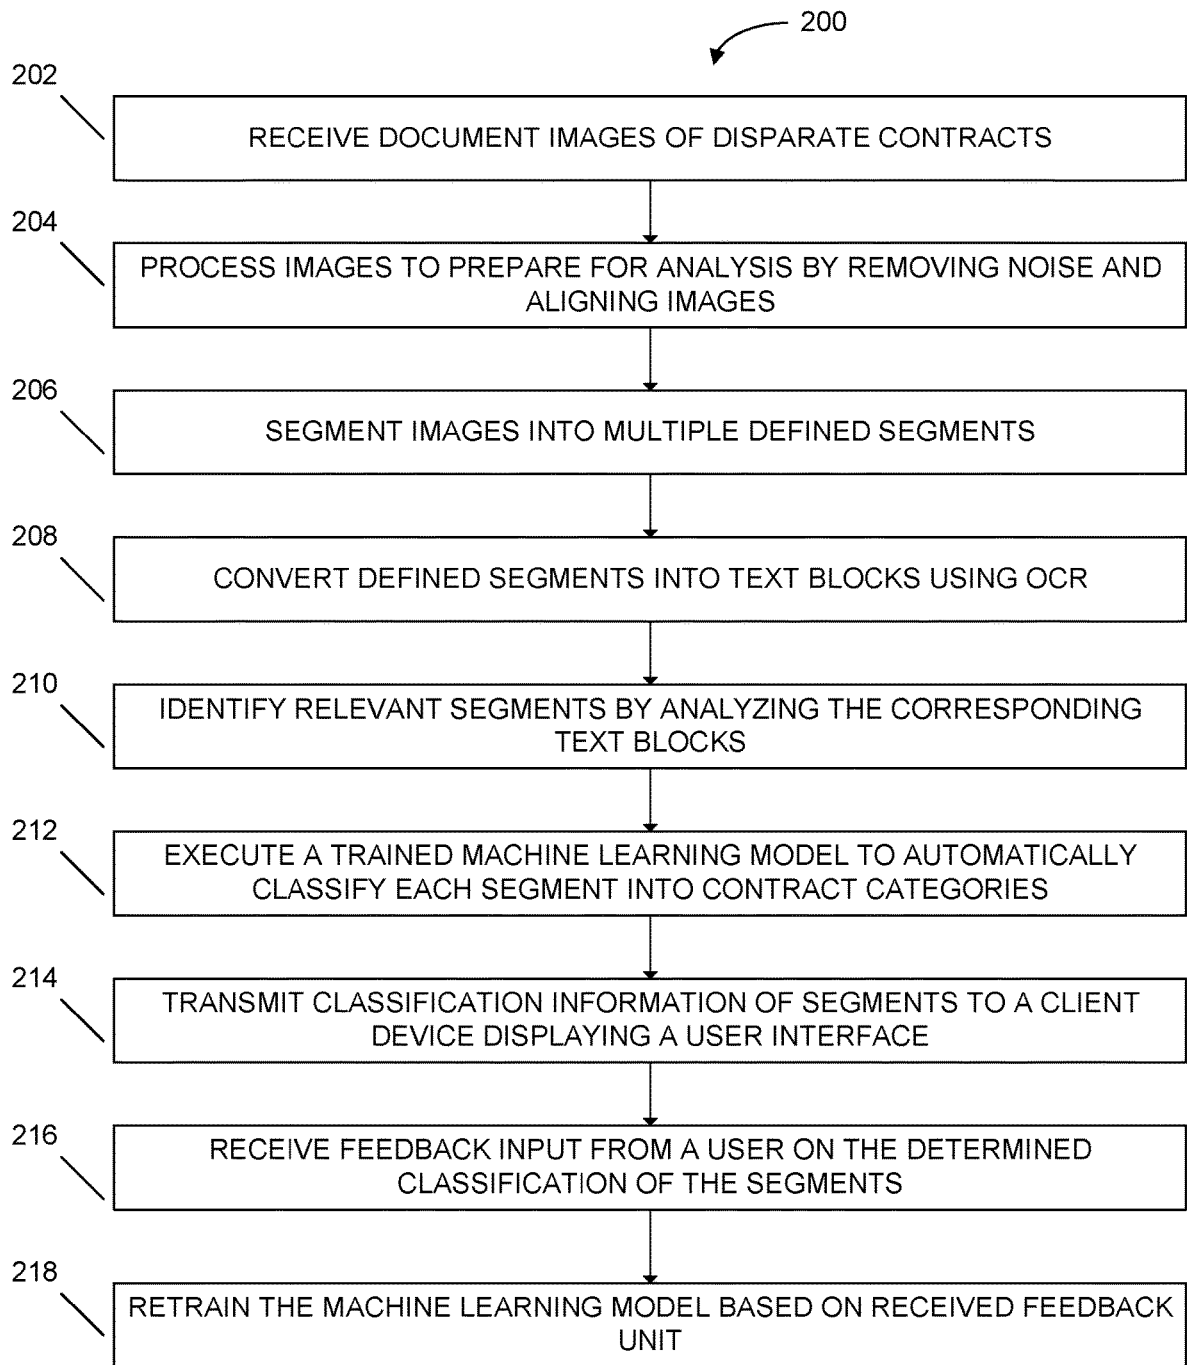 200
202
RECEIVE DOCUMENT IMAGES OF DISPARATE CONTRACTS
204
PROCESS IMAGES TO PREPARE FOR ANALYSIS BY REMOVING NOISE AND
ALIGNING IMAGES
206
SEGMENT IMAGES INTO MULTIPLE DEFINED SEGMENTS
208
CONVERT DEFINED SEGMENTS INTO TEXT BLOCKS USING OCR
210
IDENTIFY RELEVANT SEGMENTS BY ANALYZING THE CORRESPONDING
TEXT BLOCKS
212
EXECUTE A TRAINED MACHINE LEARNING MODEL TO AUTOMATICALLY
CLASSIFY EACH SEGMENT INTO CONTRACT CATEGORIES
214
TRANSMIT CLASSIFICATION INFORMATION OF SEGMENTS TO A CLIENT
DEVICE DISPLAYING A USER INTERFACE
216
RECEIVE FEEDBACK INPUT FROM A USER ON THE DETERMINED
CLASSIFICATION OF THE SEGMENTS
218
RETRAIN THE MACHINE LEARNING MODEL BASED ON RECEIVED FEEDBACK
UNIT